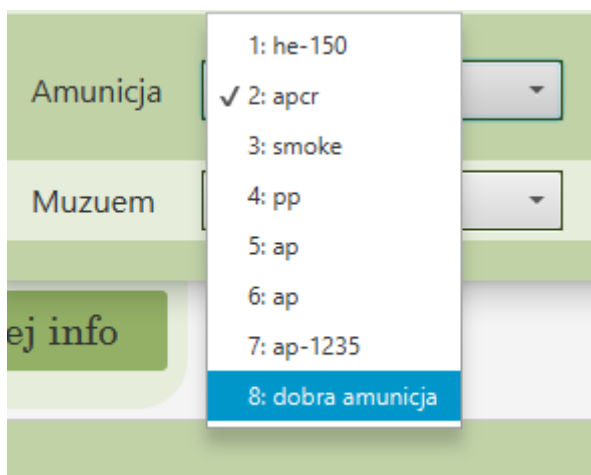 1: he-150
Amunicja
✓ 2: apcr
3: smoke
Muzuem
4: pp
5: ap
6: ap
ej info
7: ap-1235
8: dobra amunicja